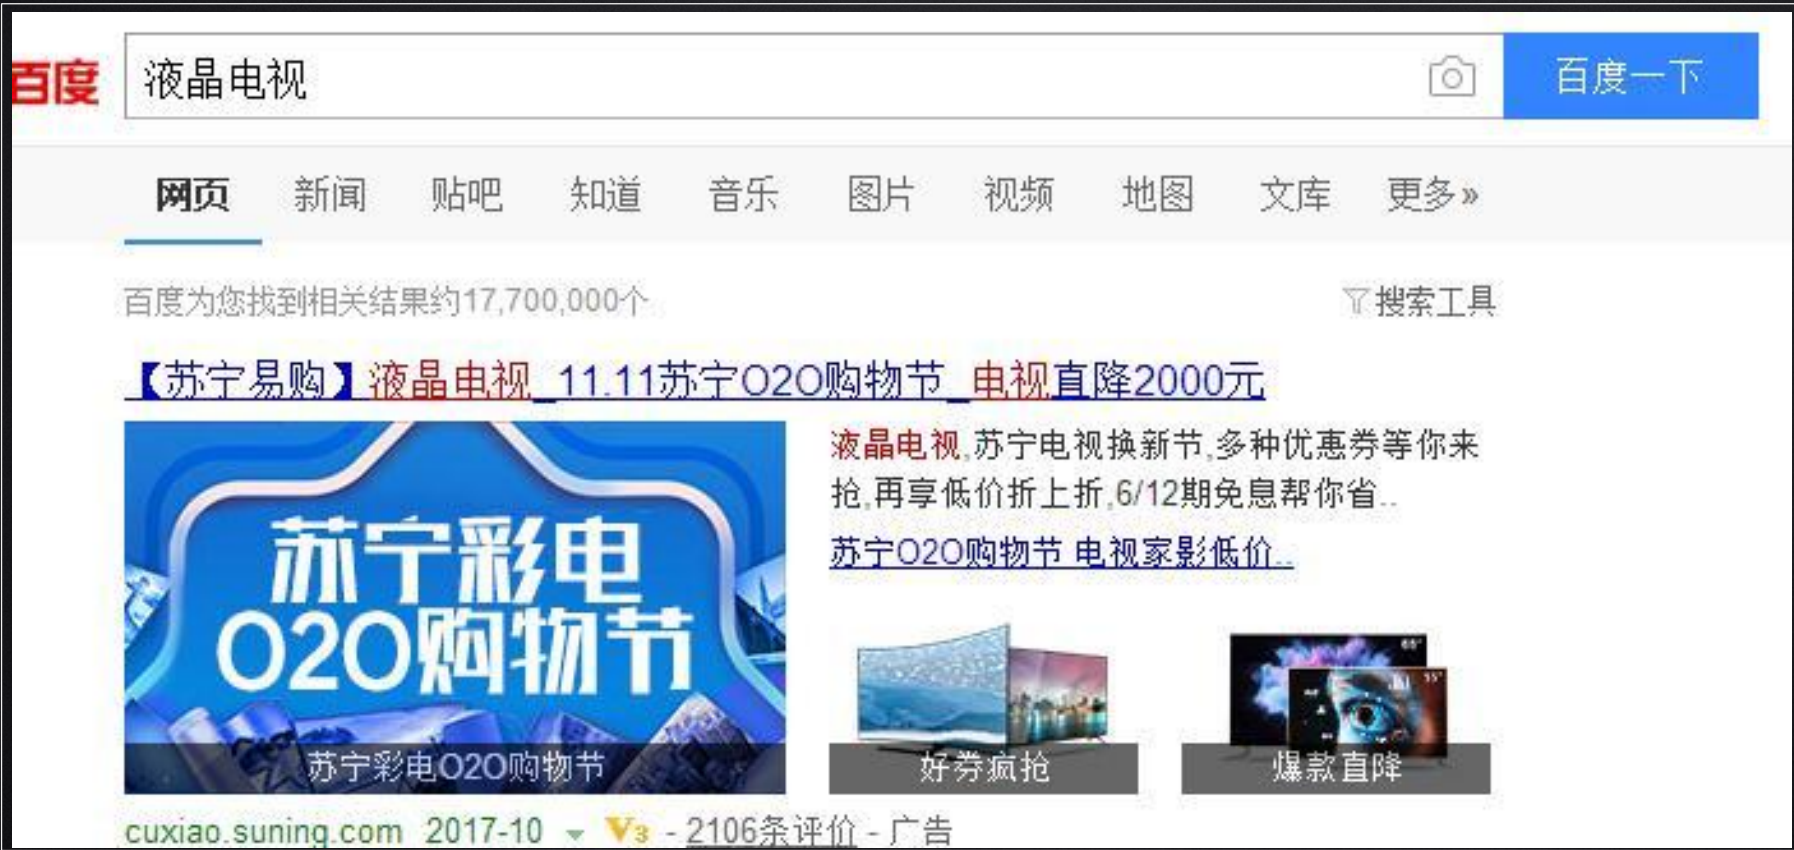 百度 液晶电视 百度一下
网页 新闻 贴吧 知道 音乐 图片 视频 地图 文库 更多»
百度为您找到相关结果约17,700,000个 搜索工具
【苏宁易购】液晶电视_11.11苏宁O2O购物节_电视直降2000元
苏宁彩电
O2O购物节
苏宁彩电O2O购物节
液晶电视,苏宁电视换新节,多种优惠券等你来
抢,再享低价折上折,6/12期免息帮你省..
苏宁O2O购物节 电视家影低价..
65"
55"
好券疯抢 爆款直降
cuxiao.suning.com 2017-10 V3 - 2106条评价 - 广告